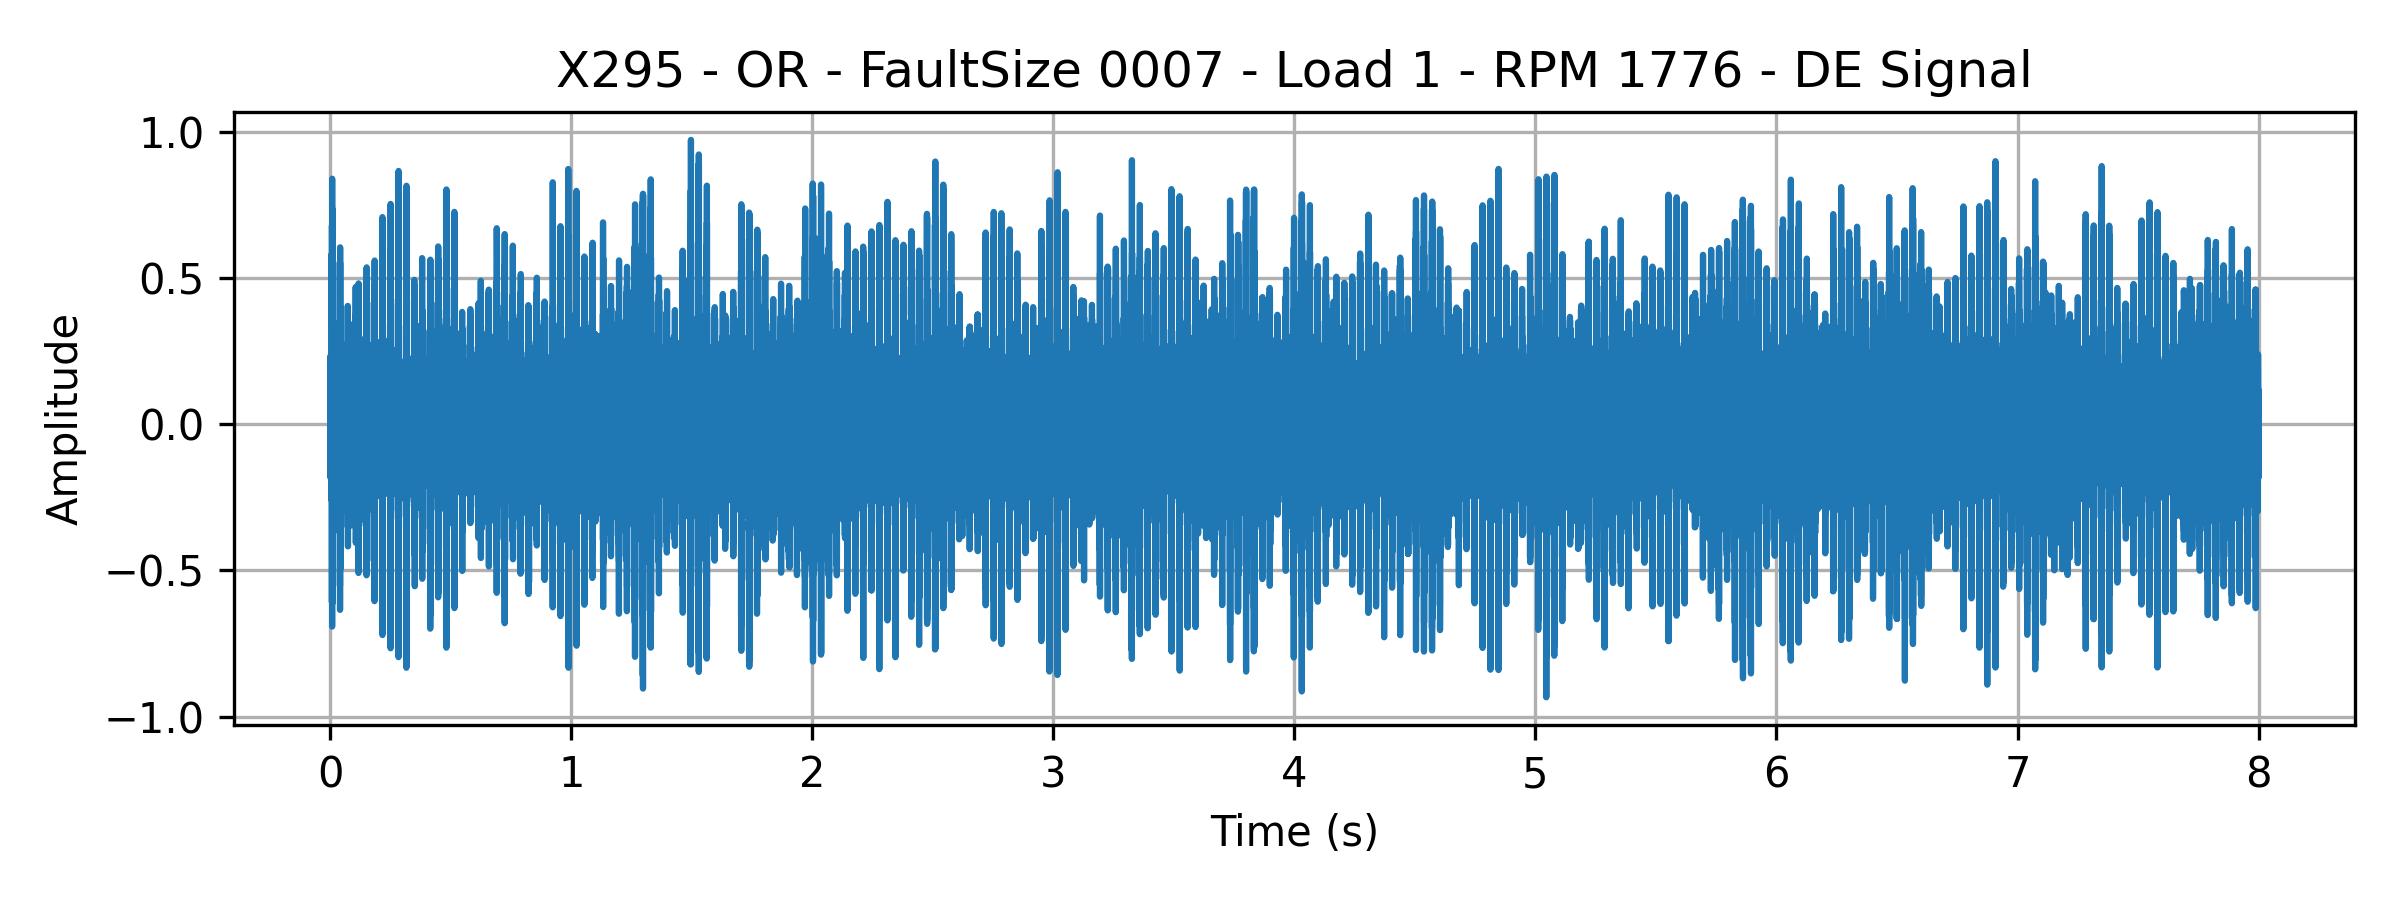 X295 - OR - FaultSize 0007 - Load 1 - RPM 1776 - DE Signal
1.0
0.5
0.0
−0.5
−1.0
Amplitude
0 1 2 3 4 5 6 7 8
Time (s)